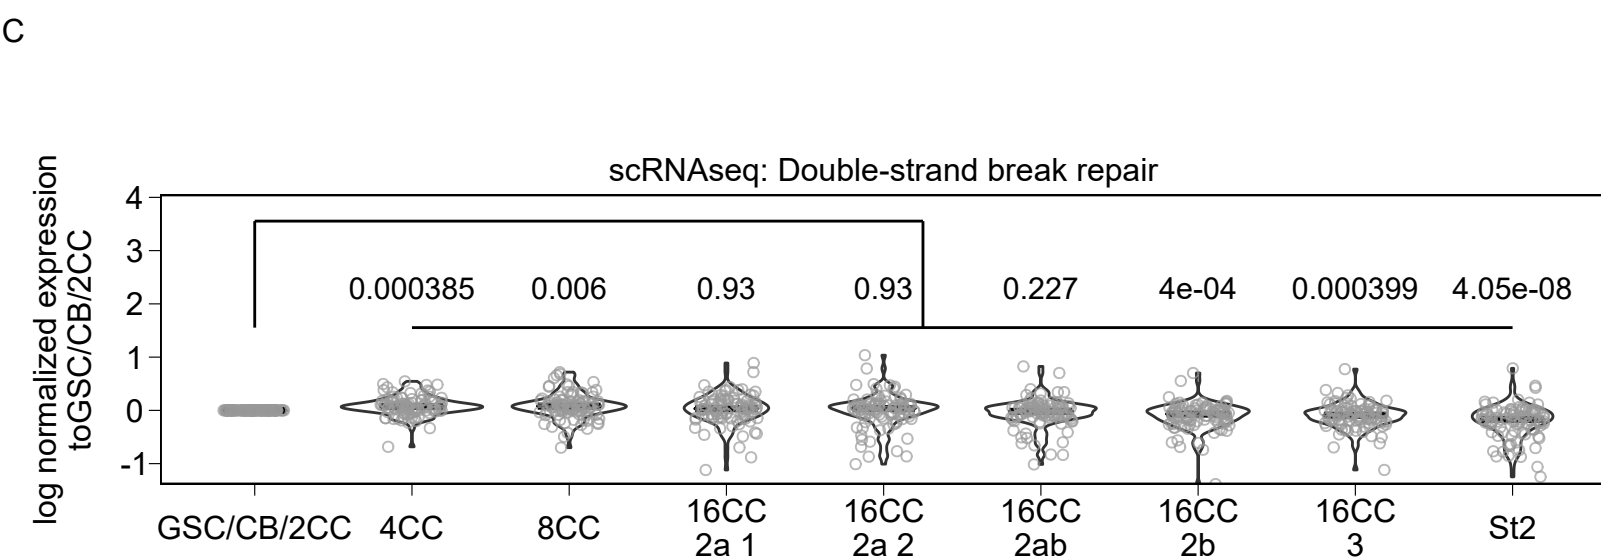 C
scRNAseq: Double-strand break repair
log normalized expression
toGSC/CB/2CC
4
3
2
1
0
-1
0.000385 0.006 0.93 0.93 0.227 4e-04 0.000399 4.05e-08
GSC/CB/2CC 4CC 8CC 16CC 16CC 16CC 16CC 16CC St2
2a 1 2a 2 2ab 2b 3